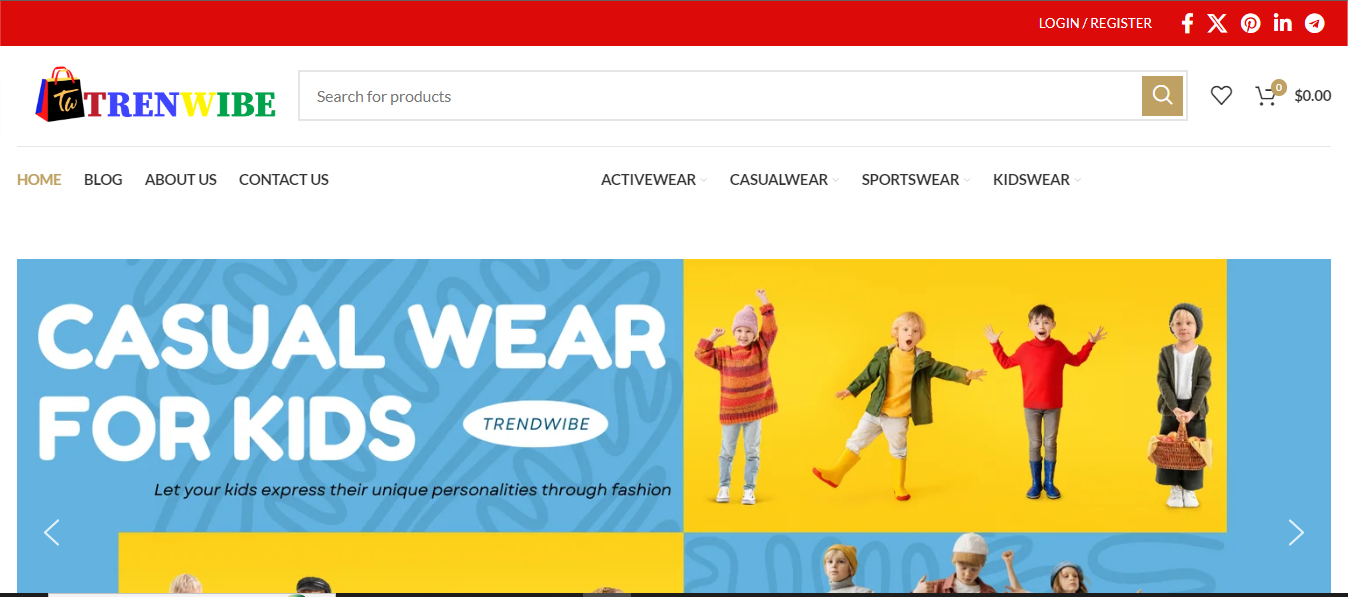 LOGIN / REGISTER
Tw TRENWIBE
Search for products
0
$0.00
HOME BLOG ABOUT US CONTACT US ACTIVEWEAR CASUALWEAR SPORTSWEAR KIDSWEAR
CASUAL WEAR
FOR KIDS
TRENDWIBE
Let your kids express their unique personalities through fashion